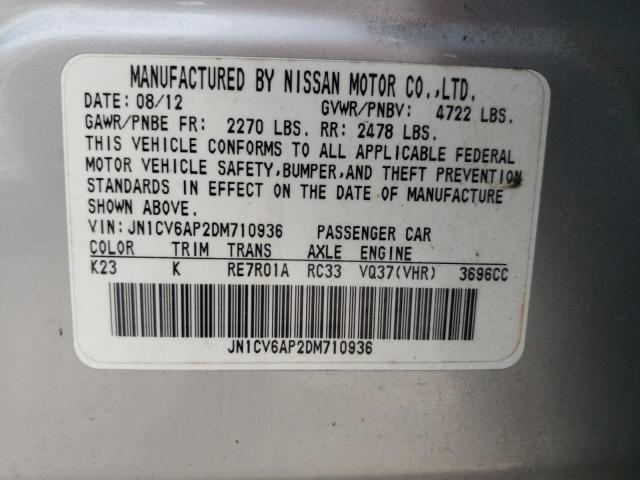 MANUFACTURED BY NISSAN MOTOR CO.,LTD.
DATE: 08/12 GVWR/PNBV: 4722 LBS.
GAWR/PNBE FR: 2270 LBS. RR: 2478 LBS.
THIS VEHICLE CONFORMS TO ALL APPLICABLE FEDERAL
MOTOR VEHICLE SAFETY,BUMPER,AND THEFT PREVENTION
STANDARDS IN EFFECT ON THE DATE OF MANUFACTURE
SHOWN ABOVE.
VIN:JN1CV6AP2DM710936 PASSENGER CAR
COLOR TRIM TRANS AXLE ENGINE
K23 K RE7R01A RC33 VQ37(VHR) 3696CC
JN1CV6AP2DM710936